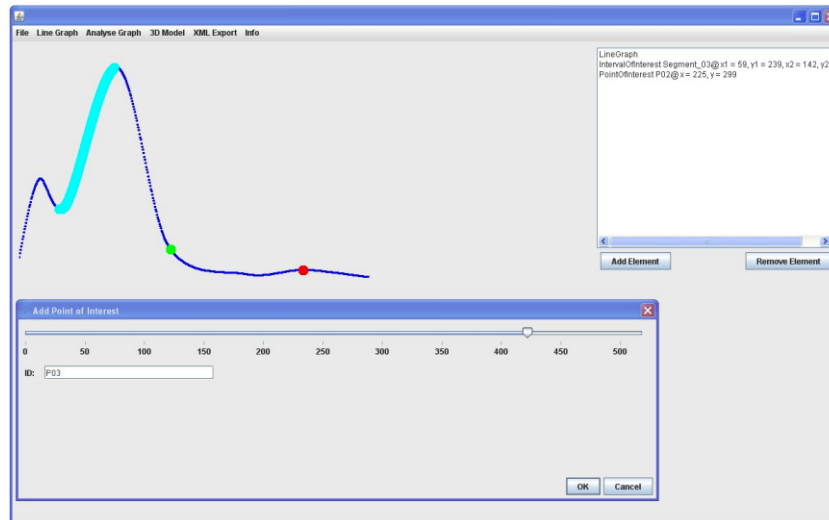 File Line Graph Analyse Graph 3D Model XML Export Info
LineGraph
IntervalOfInterest Segment_03@ x1 = 59, y1 = 239, x2 = 142, y2
PointOfInterest P02@ x = 225, y = 299
Add Element Remove Element
Add Point of Interest
0 50 100 150 200 250 300 350 400 450 500
ID: P03
OK Cancel